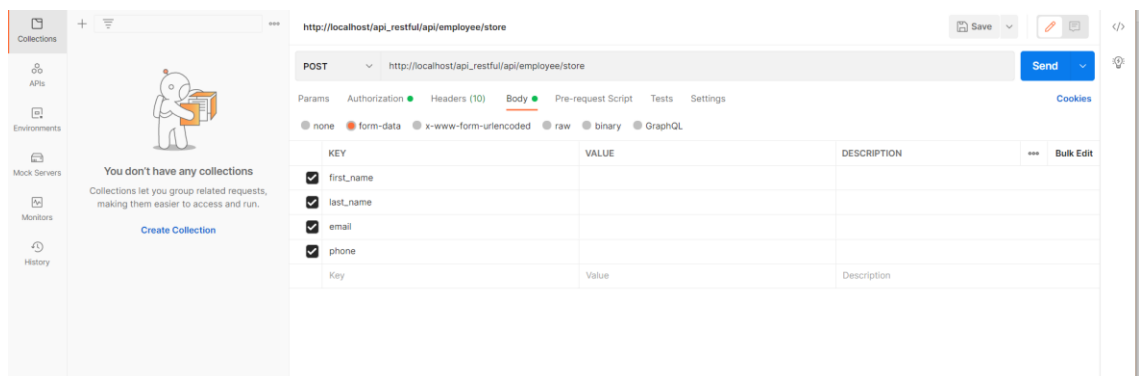 Collections
APIs
Environments
Mock Servers
Monitors
History
You don't have any collections
Collections let you group related requests,
making them easier to access and run.
Create Collection
http://localhost/api_restful/api/employee/store
Save
POST http://localhost/api_restful/api/employee/store Send
Params Authorization Headers (10) Body Pre-request Script Tests Settings Cookies
none form-data x-www-form-urlencoded raw binary GraphQL
KEY VALUE DESCRIPTION Bulk Edit
first_name
last_name
email
phone
Key Value Description